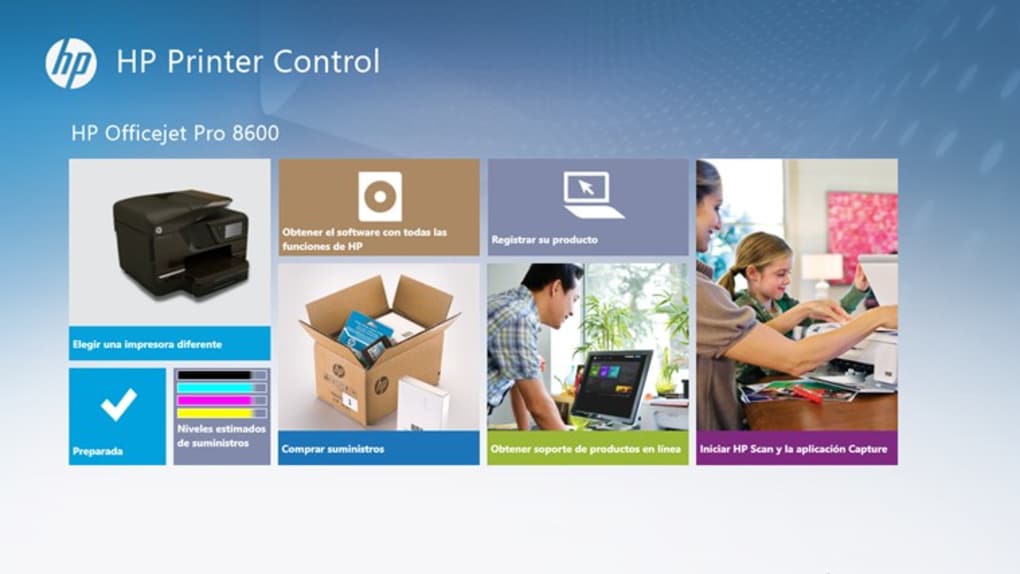 hp
HP Printer Control
HP Officejet Pro 8600
Elegir una impresora diferente
Preparada
Niveles estimados
de suministros
Obtener el software con todas las
funciones de HP
Comprar suministros
Registrar su producto
Obtener soporte de productos en línea
Iniciar HP Scan y la aplicación Capture